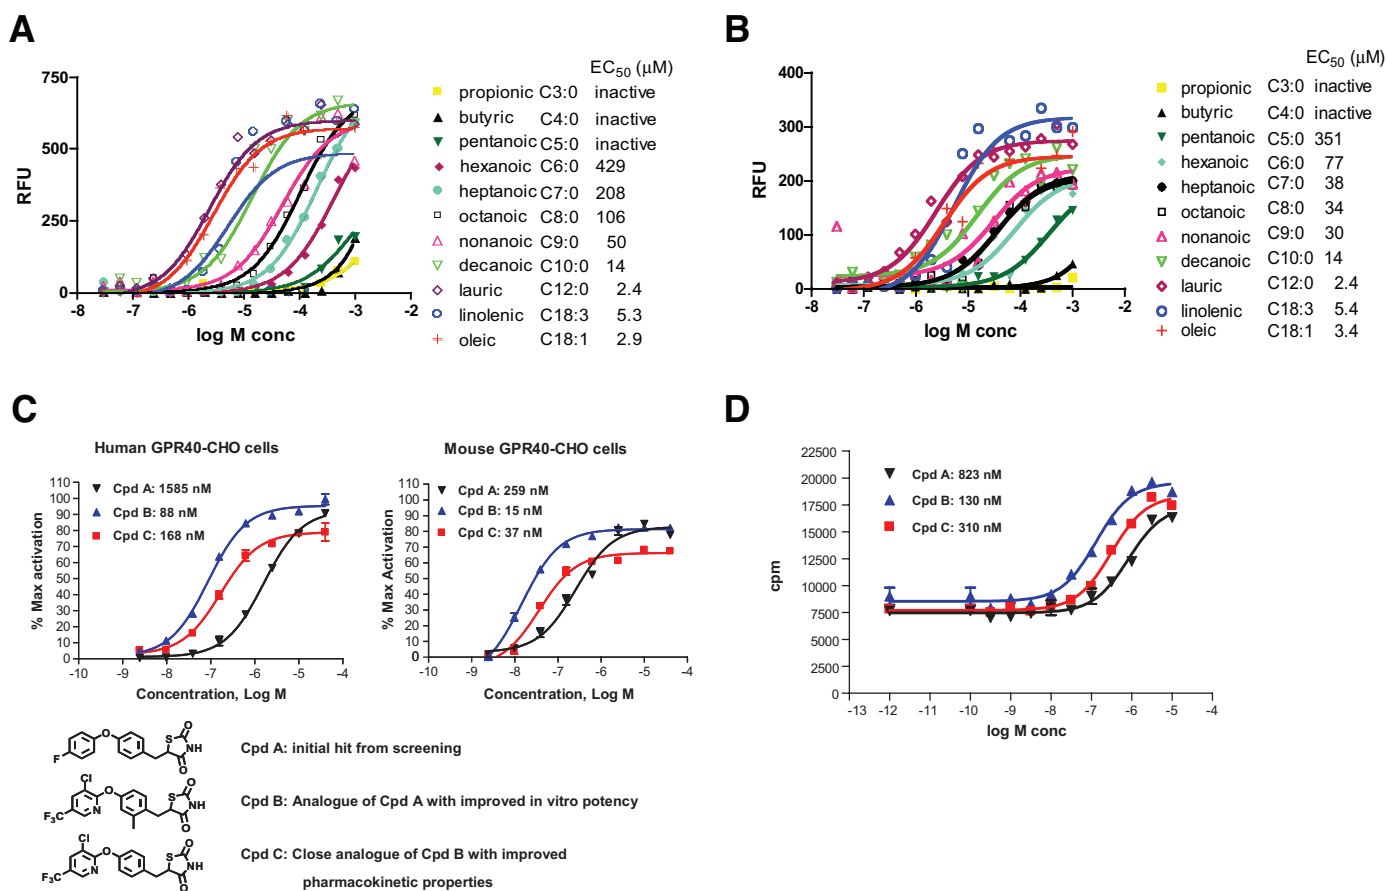 A
EC50 (μM)
750
500
250
0
RFU
-8 -7 -6 -5 -4 -3 -2
log M conc
propionic C3:0 inactive
butyric C4:0 inactive
pentanoic C5:0 inactive
hexanoic C6:0 429
heptanoic C7:0 208
octanoic C8:0 106
nonanoic C9:0 50
decanoic C10:0 14
lauric C12:0 2.4
linolenic C18:3 5.3
oleic C18:1 2.9
B
EC50 (μM)
400
300
200
100
0
RFU
-8 -7 -6 -5 -4 -3 -2
log M conc
propionic C3:0 inactive
butyric C4:0 inactive
pentanoic C5:0 351
hexanoic C6:0 77
heptanoic C7:0 38
octanoic C8:0 34
nonanoic C9:0 30
decanoic C10:0 14
lauric C12:0 2.4
linolenic C18:3 5.4
oleic C18:1 3.4
C
Human GPR40-CHO cells
110
100
90
80
70
60
50
40
30
20
10
0
% Max activation
Cpd A: 1585 nM
Cpd B: 88 nM
Cpd C: 168 nM
-10 -9 -8 -7 -6 -5 -4
Concentration, Log M
Mouse GPR40-CHO cells
110
100
90
80
70
60
50
40
30
20
10
0
% Max Activation
Cpd A: 259 nM
Cpd B: 15 nM
Cpd C: 37 nM
-10 -9 -8 -7 -6 -5 -4
Concentration, Log M
F O S O NH O
Cpd A: initial hit from screening
Cl F3C N O S O NH O
Cpd B: Analogue of Cpd A with improved in vitro potency
Cl F3C N O S O NH O
Cpd C: Close analogue of Cpd B with improved
pharmacokinetic properties
D
22500
20000
17500
15000
12500
10000
7500
5000
2500
0
cpm
Cpd A: 823 nM
Cpd B: 130 nM
Cpd C: 310 nM
-13 -12 -11 -10 -9 -8 -7 -6 -5 -4
log M conc